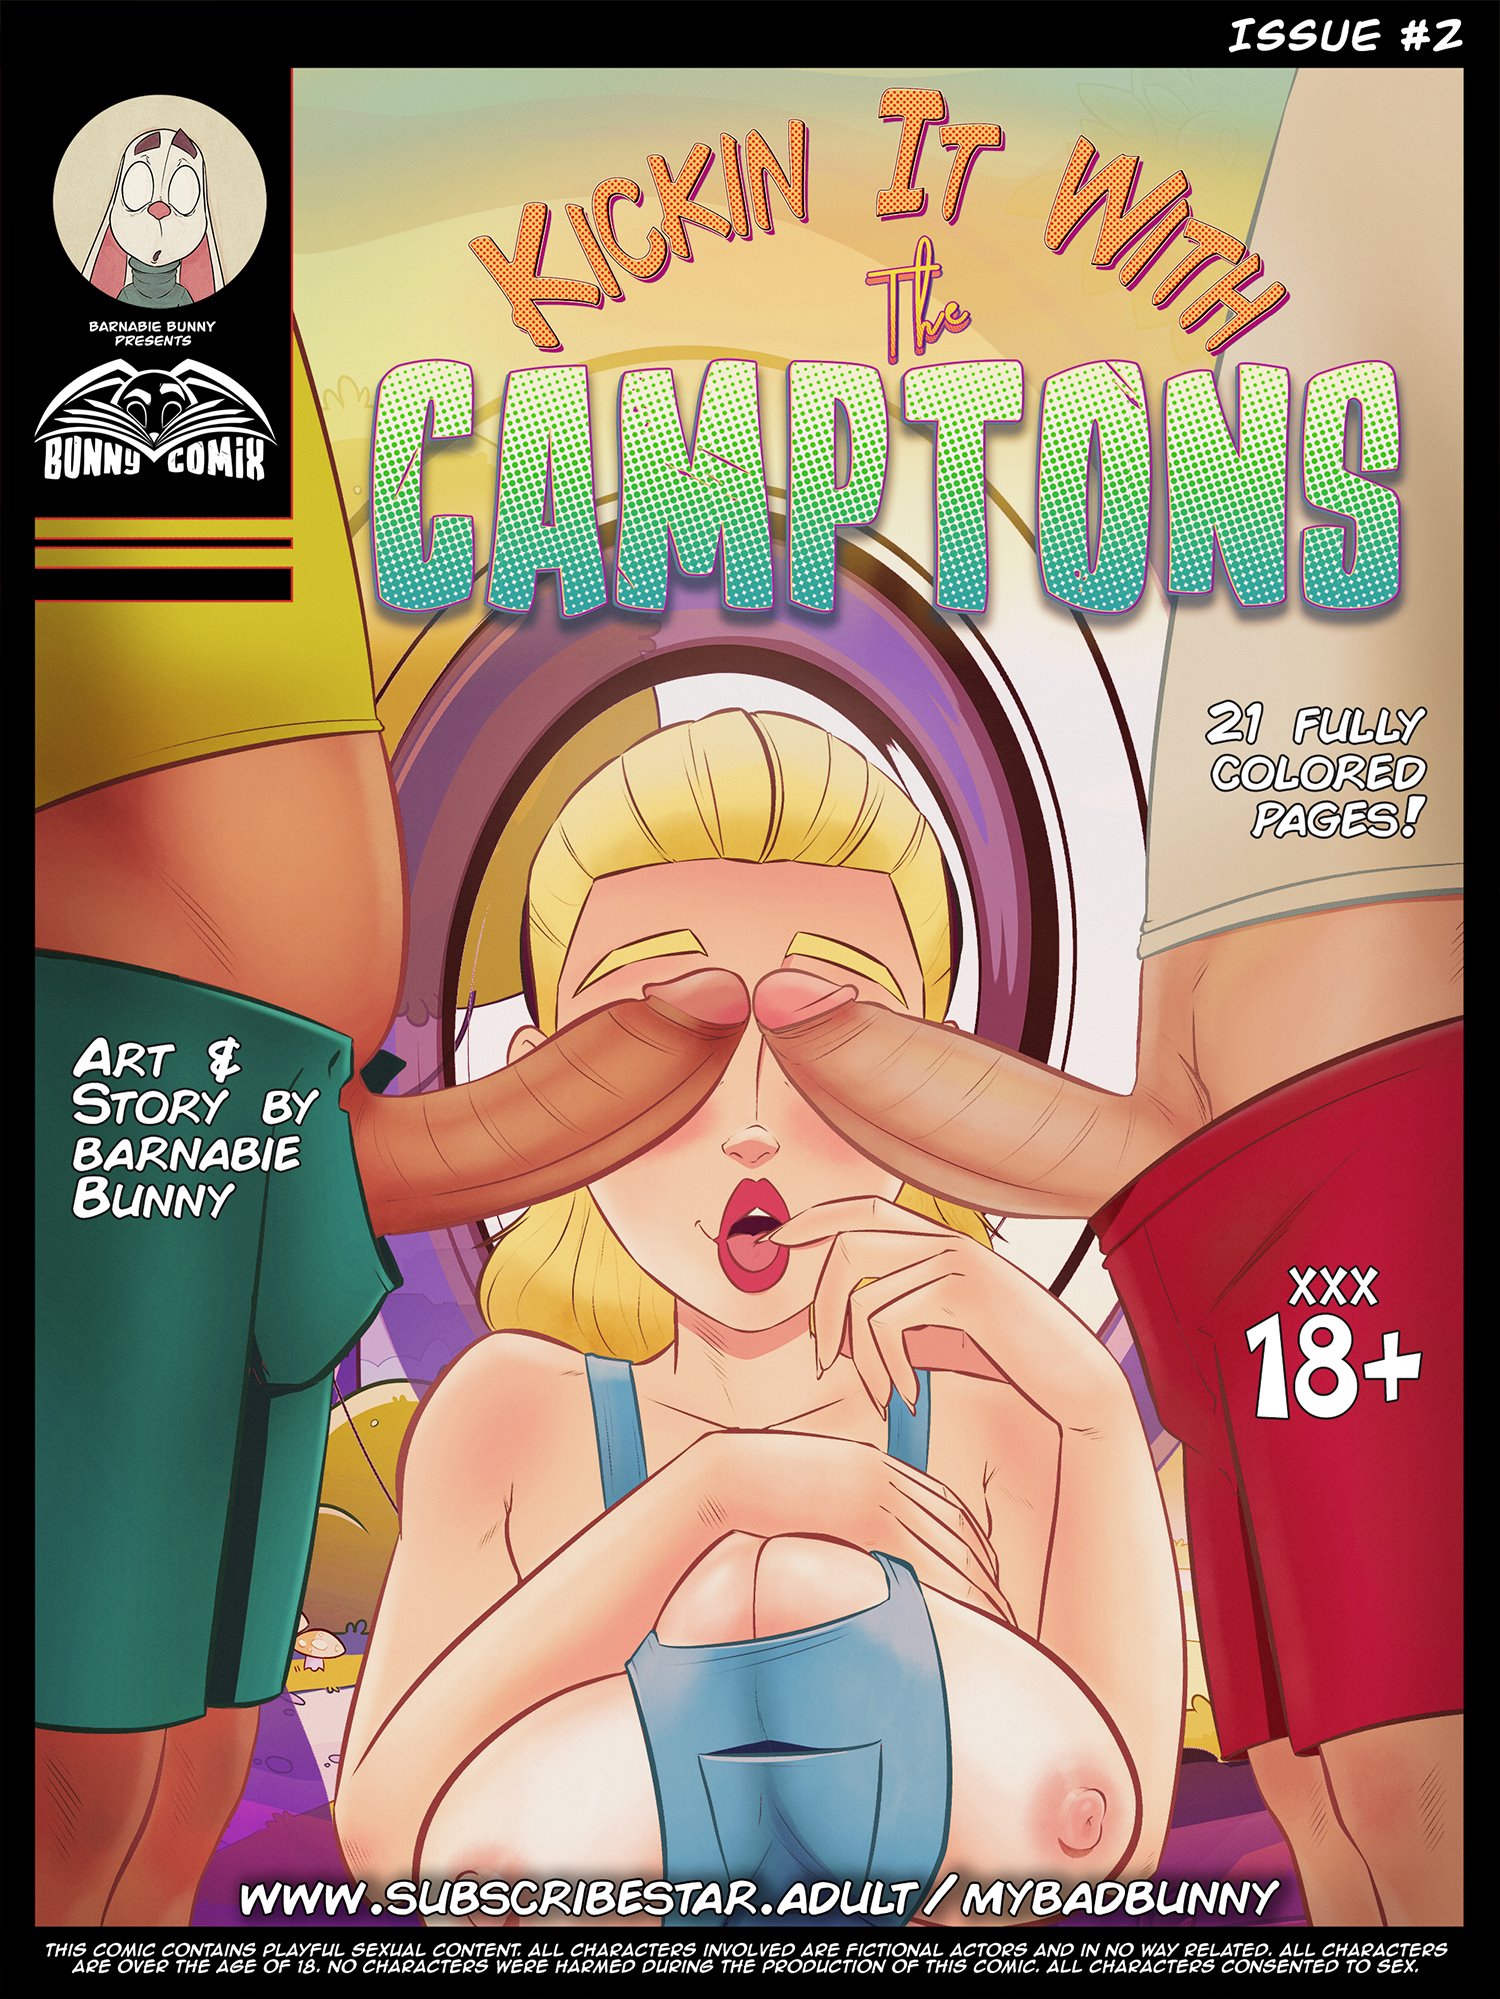 ISSUE #2
BARNABIE BUNNY
PRESENTS
BUNNY COMIX
KICKIN IT WITH
The
CAMPTONS
21 FULLY
COLORED
PAGES!
ART &
STORY BY
BARNABIE
BUNNY
XXX
18+
WWW.SUBSCRIBESTAR.ADULT/MYBADBUNNY
THIS COMIC CONTAINS PLAYFUL SEXUAL CONTENT. ALL CHARACTERS INVOLVED ARE FICTIONAL ACTORS AND IN NO WAY RELATED. ALL CHARACTERS
ARE OVER THE AGE OF 18. NO CHARACTERS WERE HARMED DURING THE PRODUCTION OF THIS COMIC. ALL CHARACTERS CONSENTED TO SEX.